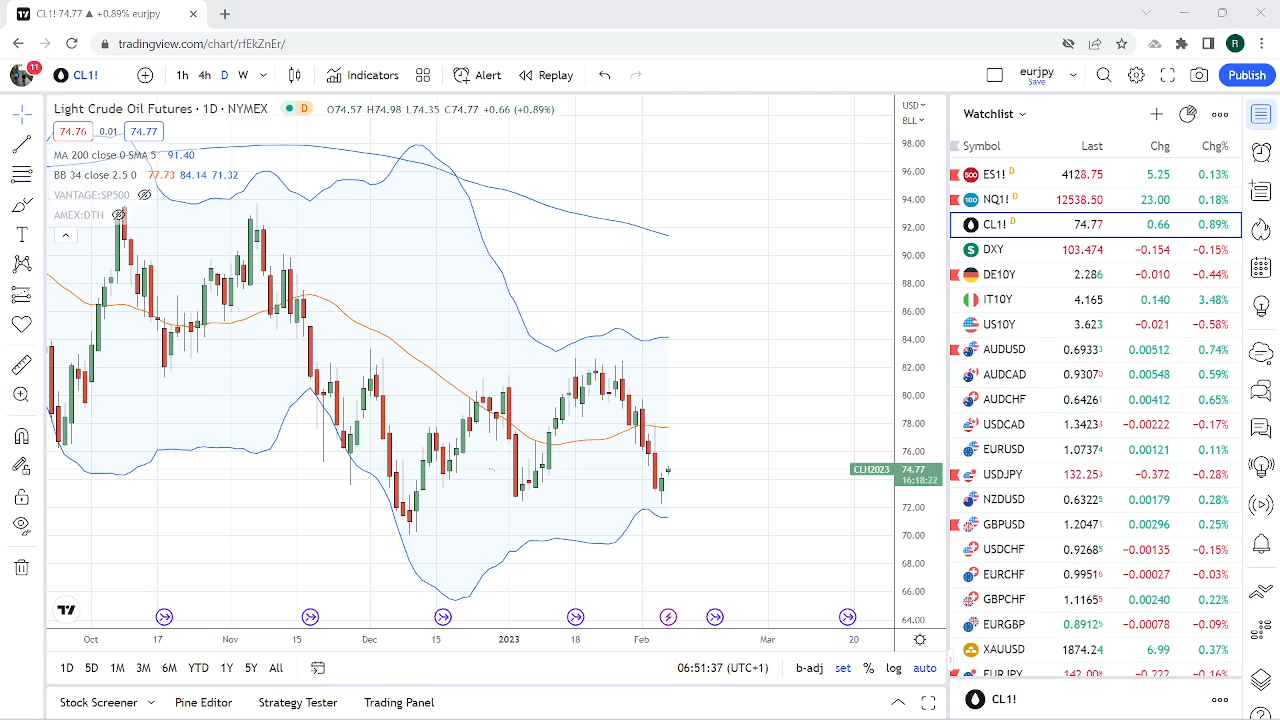 CL1! 74.77 ▲ +0.89% eurjpy
tradingview.com/chart/rfEkZnEr/
R
11
CL1!
1h 4h D W
Indicators
Alert
Replay
eurjpy
Save
Publish
Light Crude Oil Futures · 1D · NYMEX D O74.57 H74.98 L74.35 C74.77 +0.66 (+0.89%)
74.76 0.01 74.77
MA 200 close 0 SMA 5 91.40
BB 34 close 2.5 0 77.73 84.14 71.32
VANTAGE:SP500
AMEX:DTH
USD
BLL
98.00
96.00
94.00
92.00
90.00
88.00
86.00
84.00
82.00
80.00
78.00
76.00
CLH2023 74.77
16:18:22
72.00
70.00
68.00
66.00
64.00
Oct 17 Nov 15 Dec 15 2023 18 Feb Mar 20
1D 5D 1M 3M 6M YTD 1Y 5Y All
06:51:37 (UTC+1) b-adj set % log auto
Stock Screener Pine Editor Strategy Tester Trading Panel
Watchlist
Symbol Last Chg Chg%
ES1! D 4128.75 5.25 0.13%
NQ1! D 12538.50 23.00 0.18%
CL1! D 74.77 0.66 0.89%
DXY 103.474 −0.154 −0.15%
DE10Y 2.286 −0.010 −0.44%
IT10Y 4.165 0.140 3.48%
US10Y 3.623 −0.021 −0.58%
AUDUSD 0.69333 0.00512 0.74%
AUDCAD 0.93070 0.00548 0.59%
AUDCHF 0.64261 0.00412 0.65%
USDCAD 1.34233 −0.00222 −0.17%
EURUSD 1.07374 0.00121 0.11%
USDJPY 132.253 −0.372 −0.28%
NZDUSD 0.63225 0.00179 0.28%
GBPUSD 1.20471 0.00296 0.25%
USDCHF 0.92685 −0.00135 −0.15%
EURCHF 0.99516 −0.00027 −0.03%
GBPCHF 1.11655 0.00240 0.22%
EURGBP 0.89125 −0.00078 −0.09%
XAUUSD 1874.24 6.99 0.37%
EURJPY 142.008 −0.222 −0.16%
CL1!